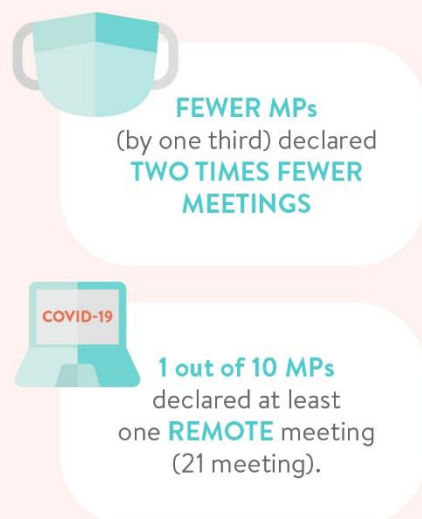 FEWER MPs
(by one third) declared
TWO TIMES FEWER
MEETINGS
COVID-19
1 out of 10 MPs
declared at least
one REMOTE meeting
(21 meeting).